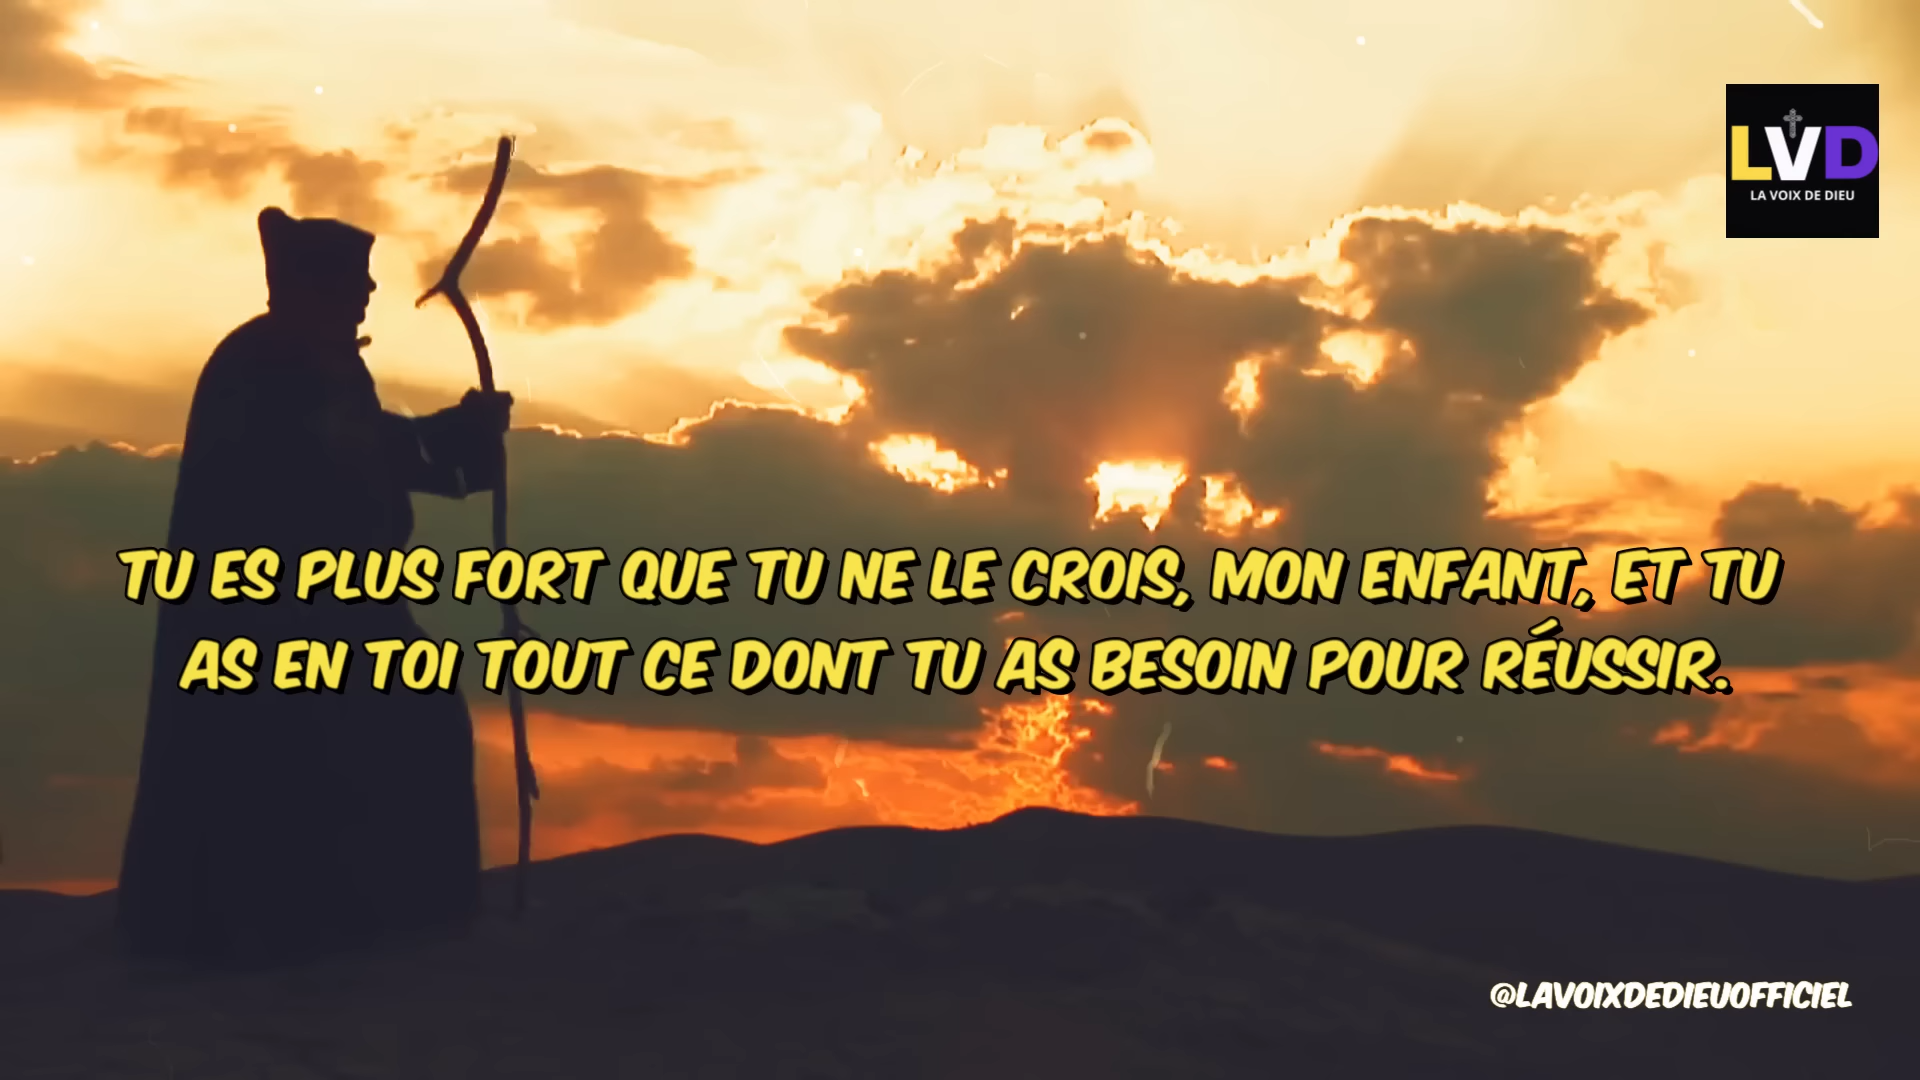 LVD
LA VOIX DE DIEU
TU ES PLUS FORT QUE TU NE LE CROIS, MON ENFANT, ET TU
AS EN TOI TOUT CE DONT TU AS BESOIN POUR RÉUSSIR.
@LAVOIXDEDIEUOFFICIEL